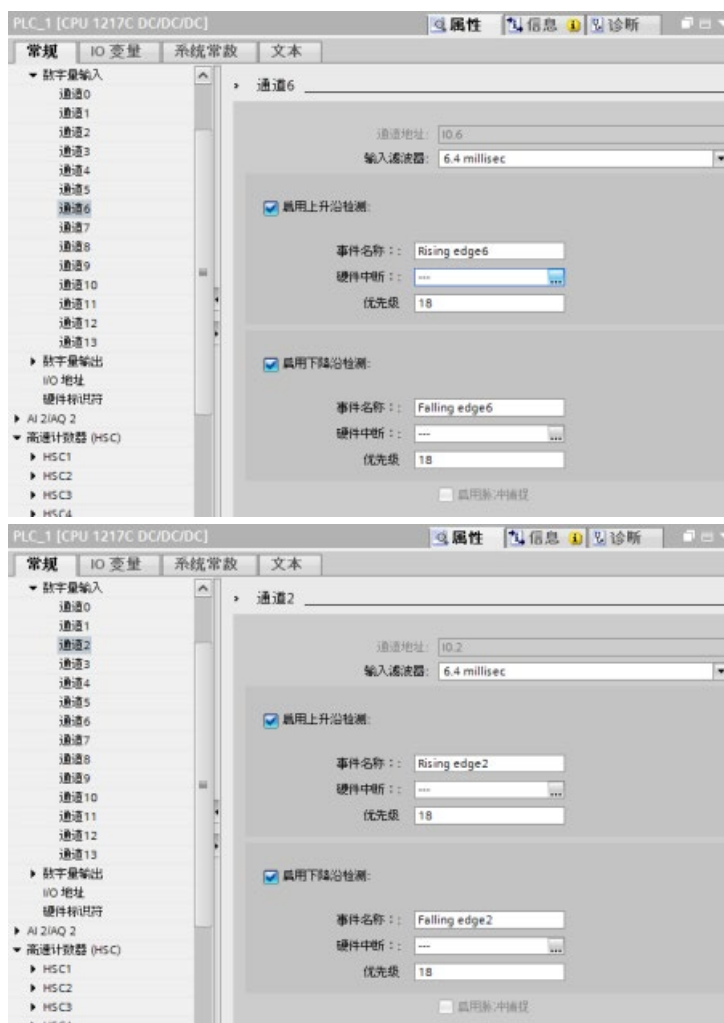 PLC_1 [CPU 1217C DC/DC/DC]
属性 信息 诊断
常规 IO 变量 系统常数 文本
数字量输入
通道0
通道1
通道2
通道3
通道4
通道5
通道6
通道7
通道8
通道9
通道10
通道11
通道12
通道13
数字量输出
I/O 地址
硬件标识符
AI 2/AQ 2
高速计数器 (HSC)
HSC1
HSC2
HSC3
HSC4
通道6
通道地址: I0.6
输入滤波器: 6.4 millisec
启用上升沿检测:
事件名称：: Rising edge6
硬件中断：: ---
优先级 18
启用下降沿检测:
事件名称：: Falling edge6
硬件中断：: ---
优先级 18
启用脉冲捕捉
PLC_1 [CPU 1217C DC/DC/DC]
属性 信息 诊断
常规 IO 变量 系统常数 文本
数字量输入
通道0
通道1
通道2
通道3
通道4
通道5
通道6
通道7
通道8
通道9
通道10
通道11
通道12
通道13
数字量输出
I/O 地址
硬件标识符
AI 2/AQ 2
高速计数器 (HSC)
HSC1
HSC2
HSC3
通道2
通道地址: I0.2
输入滤波器: 6.4 millisec
启用上升沿检测:
事件名称：: Rising edge2
硬件中断：: ---
优先级 18
启用下降沿检测:
事件名称：: Falling edge2
硬件中断：: ---
优先级 18
启用脉冲捕捉